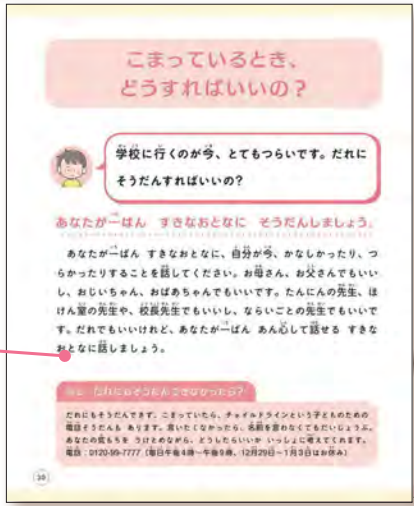 こまっているとき、
どうすればいいの？
学校に行くのが今、とてもつらいです。だれに
そうだんすればいいの？
あなたが一ばん すきなおとなに そうだんしましょう。
あなたが一ばん すきなおとなに、自分が今、かなしかったり、つ
らかったりすることを話してください。お母さん、お父さんでもいい
し、おじいちゃん、おばあちゃんでもいいです。たんにんの先生、ほ
けん室の先生や、校長先生でもいいし、ならいごとの先生でもいいで
す。だれでもいいけれど、あなたが一ばん あん心して話せる すきな
おとなに話しましょう。
だれにもそうだんできなかったら？
だれにもそうだんできず、こまっていたら、チャイルドラインという子どものための
電話そうだんも あります。言いたくなかったら、名前を言わなくてもだいじょうぶ。
あなたの気もちを うけとめながら、どうしたらいいか いっしょに考えてくれます。
電話：0120-99-7777（毎日午後4時〜午後9時、12月29日〜1月3日はお休み）
30